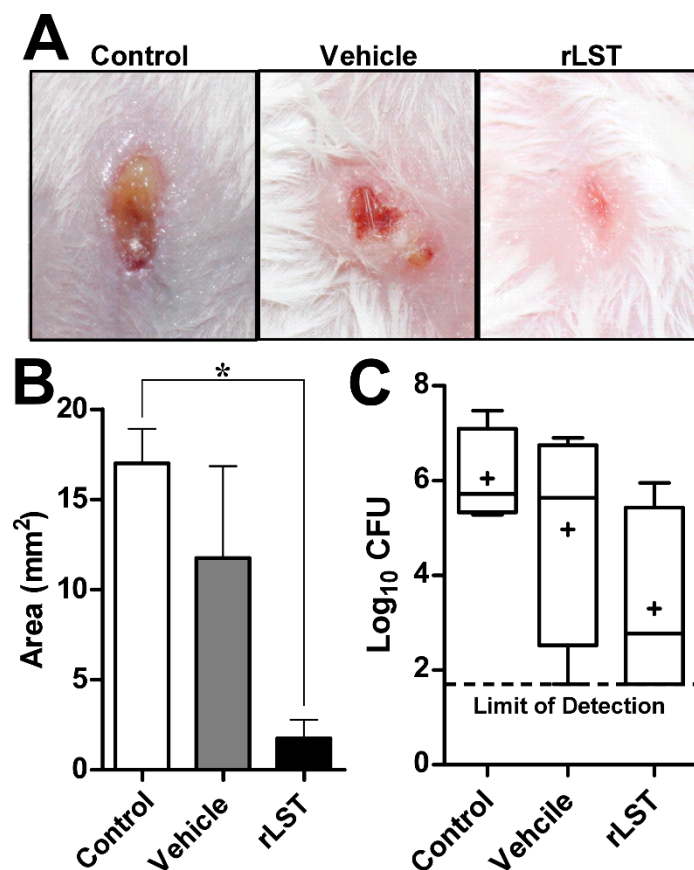 A
Control Vehicle rLST
B
*
20
15
10
5
0
Area (mm²)
Control Vehicle rLST
C
8
6
4
2
0
Log₁₀ CFU
+ + +
Limit of Detection
Control Vehcile rLST